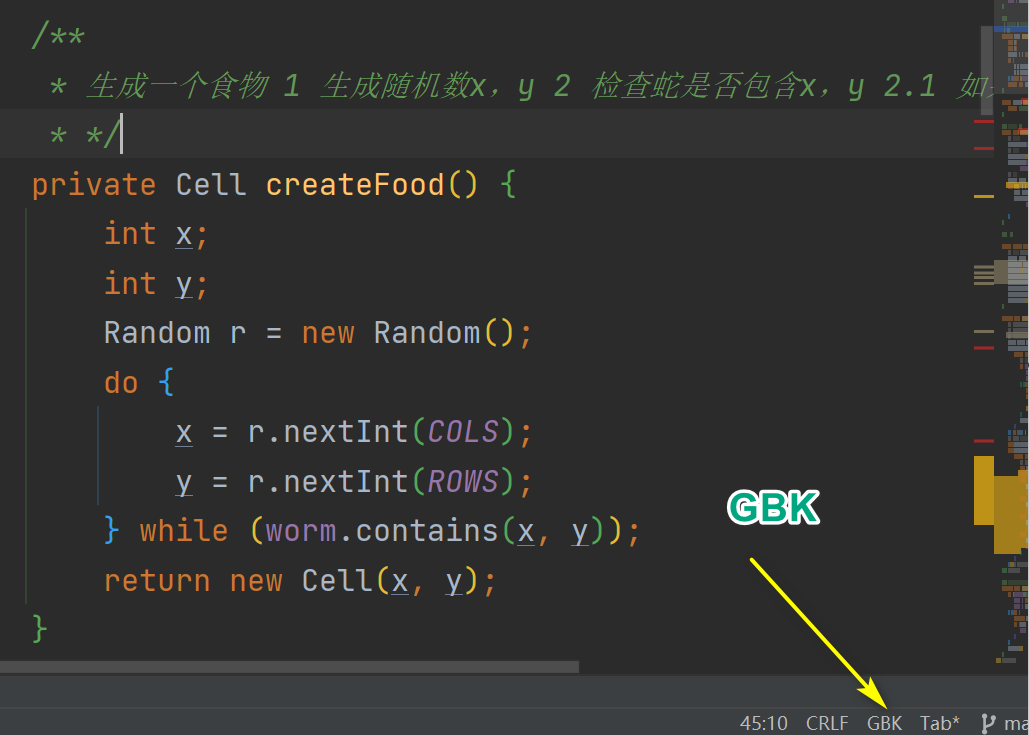 /**
* 生成一个食物 1 生成随机数x，y 2 检查蛇是否包含x，y 2.1 如
* */
private Cell createFood() {
int x;
int y;
Random r = new Random();
do {
x = r.nextInt(COLS);
y = r.nextInt(ROWS);
} while (worm.contains(x, y));
return new Cell(x, y);
}
GBK
45:10 CRLF GBK Tab* ma